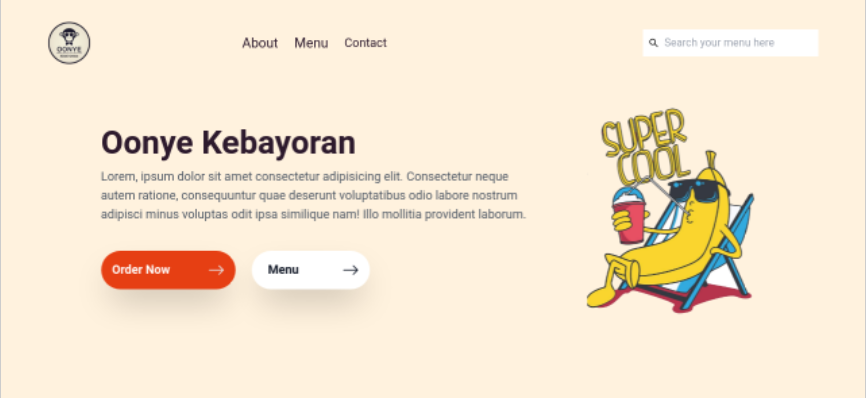 OONYE
About Menu Contact
Search your menu here
SUPER
COOL
Oonye Kebayoran
Lorem, ipsum dolor sit amet consectetur adipisicing elit. Consectetur neque
autem ratione, consequuntur quae deserunt voluptatibus odio labore nostrum
adipisci minus voluptas odit ipsa similique nam! Illo mollitia provident laborum.
Order Now
Menu